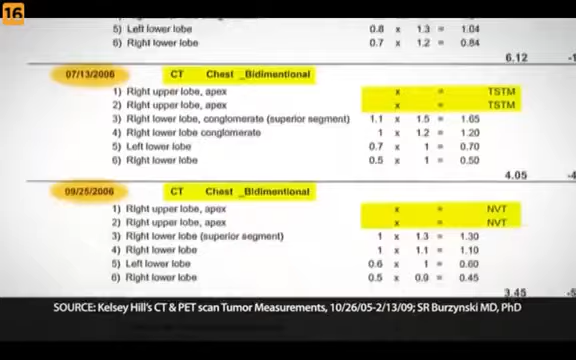 16
5) Left lower lobe 0.8 x 1.3 = 1.04
6) Right lower lobe 0.7 x 1.2 = 0.84
6.12
07/13/2006 CT Chest _Bidimentional
1) Right upper lobe, apex x = TSTM
2) Right upper lobe, apex x = TSTM
3) Right lower lobe, conglomerate (superior segment) 1.1 x 1.5 = 1.65
4) Right lower lobe conglomerate 1 x 1.2 = 1.20
5) Left lower lobe 0.7 x 1 = 0.70
6) Right lower lobe 0.5 x 1 = 0.50
4.05 -4
09/25/2006 CT Chest _Bidimentional
1) Right upper lobe, apex x = NVT
2) Right upper lobe, apex x = NVT
3) Right lower lobe (superior segment) 1 x 1.3 = 1.30
4) Right lower lobe 1 x 1.1 = 1.10
5) Left lower lobe 0.6 x 1 = 0.60
6) Right lower lobe 0.5 x 0.9 = 0.45
3.45
SOURCE: Kelsey Hill's CT & PET scan Tumor Measurements, 10/26/05-2/13/09; SR Burzynski MD, PhD